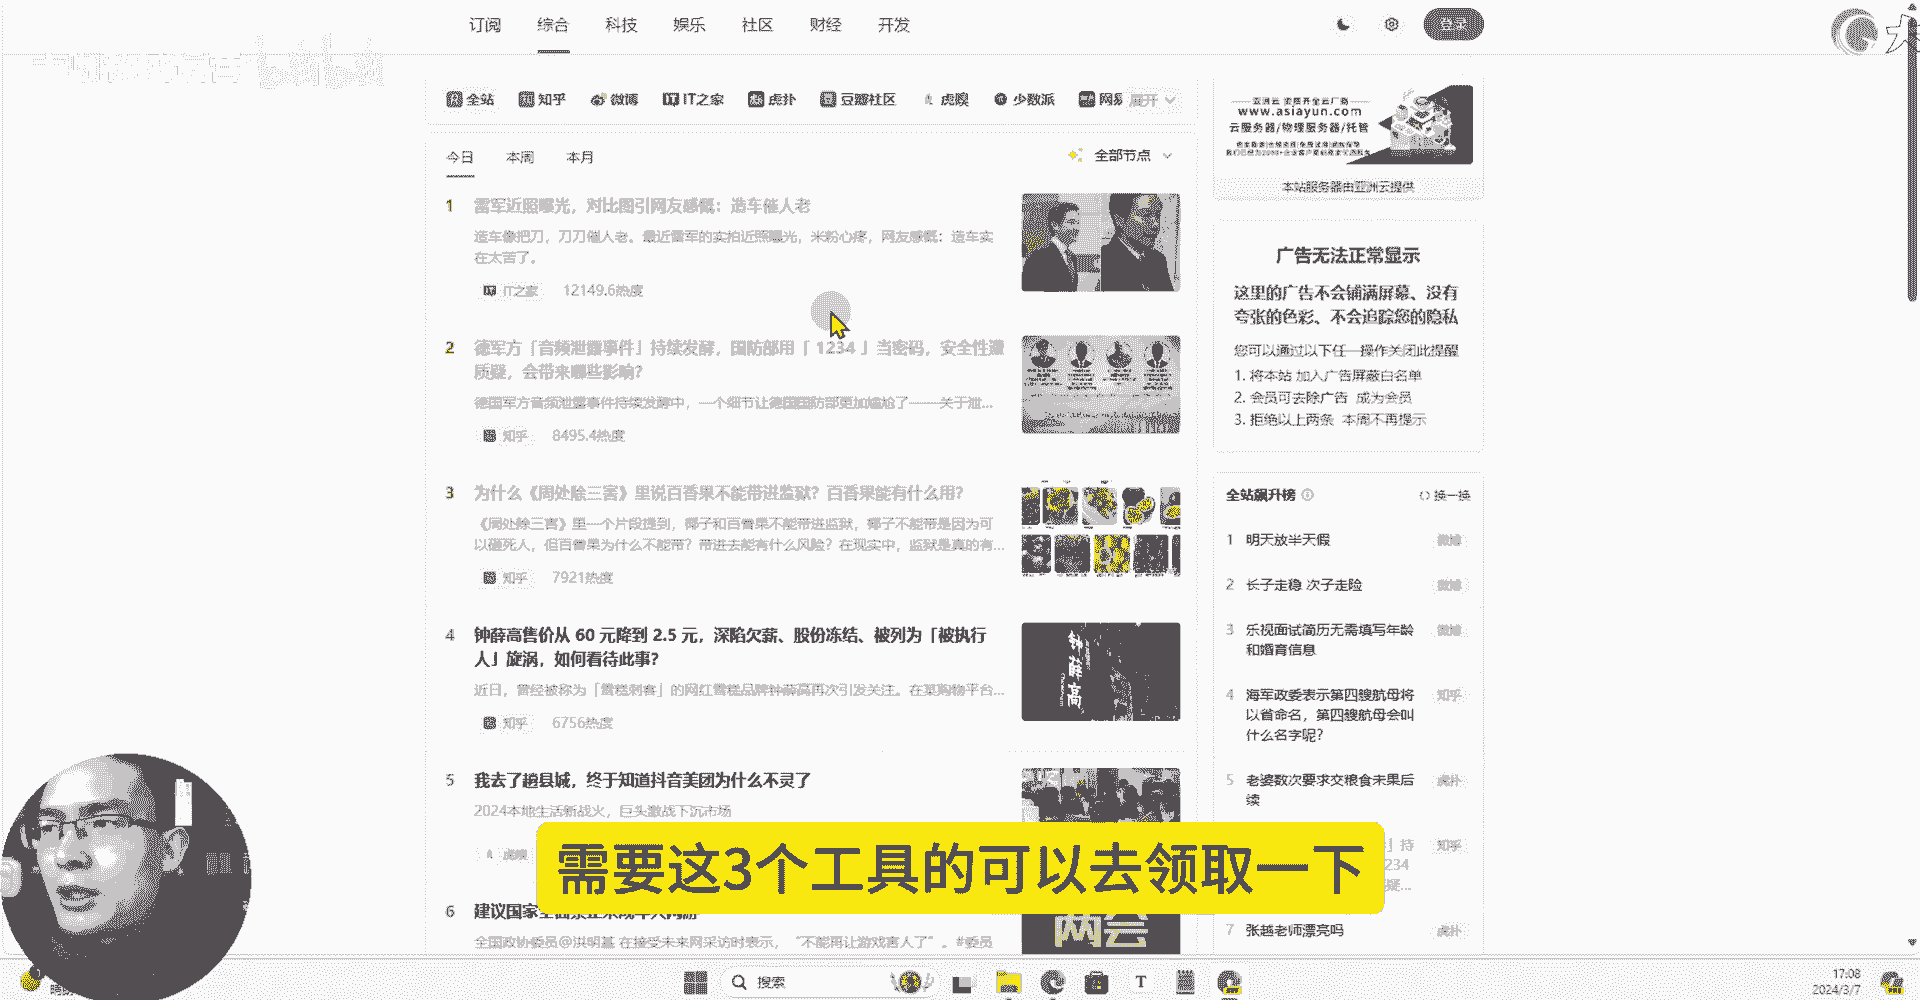 订阅 综合 科技 娱乐 社区 财经 开发 登录
全站 知乎 微博 IT之家 虎扑 豆瓣社区 虎嗅 少数派 网易 展开
今日 本周 本月 全部节点
1 雷军近照曝光，对比图引网友感慨：造车催人老
造车像把刀，刀刀催人老。最近雷军的实拍近照曝光，米粉心疼，网友感慨：造车实
在太苦了。
IT之家 12149.6热度
2 德军方「音频泄露事件」持续发酵，国防部用「 1234 」当密码，安全性遭
质疑，会带来哪些影响？
德国军方音频泄露事件持续发酵中，一个细节让德国国防部更加尴尬了——关于泄...
知乎 8495.4热度
3 为什么《周处除三害》里说百香果不能带进监狱？百香果能有什么用？
《周处除三害》里一个片段提到，椰子和百香果不能带进监狱，椰子不能带是因为可
以砸死人，但百香果为什么不能带？带进去能有什么风险？在现实中，监狱是真的有...
知乎 7921热度
4 钟薛高售价从 60 元降到 2.5 元，深陷欠薪、股份冻结、被列为「被执行
人」旋涡，如何看待此事？
近日，曾经被称为「雪糕刺客」的网红雪糕品牌钟薛高再次引发关注。在某购物平台...
知乎 6756热度
钟薛高
5 我去了趟县城，终于知道抖音美团为什么不灵了
2024本地生活新战火，巨头激战下沉市场
虎嗅
6 建议国家
全国政协委员@洪明基 在接受未来网采访时表示，“不能再让游戏害人了”。#委员
两会
www.asiayun.com
云服务器/物理服务器/托管
本站服务器由亚洲云提供
广告无法正常显示
这里的广告不会铺满屏幕、没有
夸张的色彩、不会追踪您的隐私
您可以通过以下任一操作关闭此提醒
1. 将本站 加入广告屏蔽白名单
2. 会员可去除广告 成为会员
3. 拒绝以上两条 本周不再提示
全站飙升榜 换一换
1 明天放半天假 微博
2 长子走稳 次子走险 微博
3 乐视面试简历无需填写年龄 微博
和婚育信息
4 海军政委表示第四艘航母将 知乎
以省命名，第四艘航母会叫
什么名字呢？
5 老婆数次要求交粮食未果后 虎扑
续
」持 知乎
234
疑...
7 张越老师漂亮吗 虎扑
需要这3个工具的可以去领取一下
搜索
17:08
2024/3/7